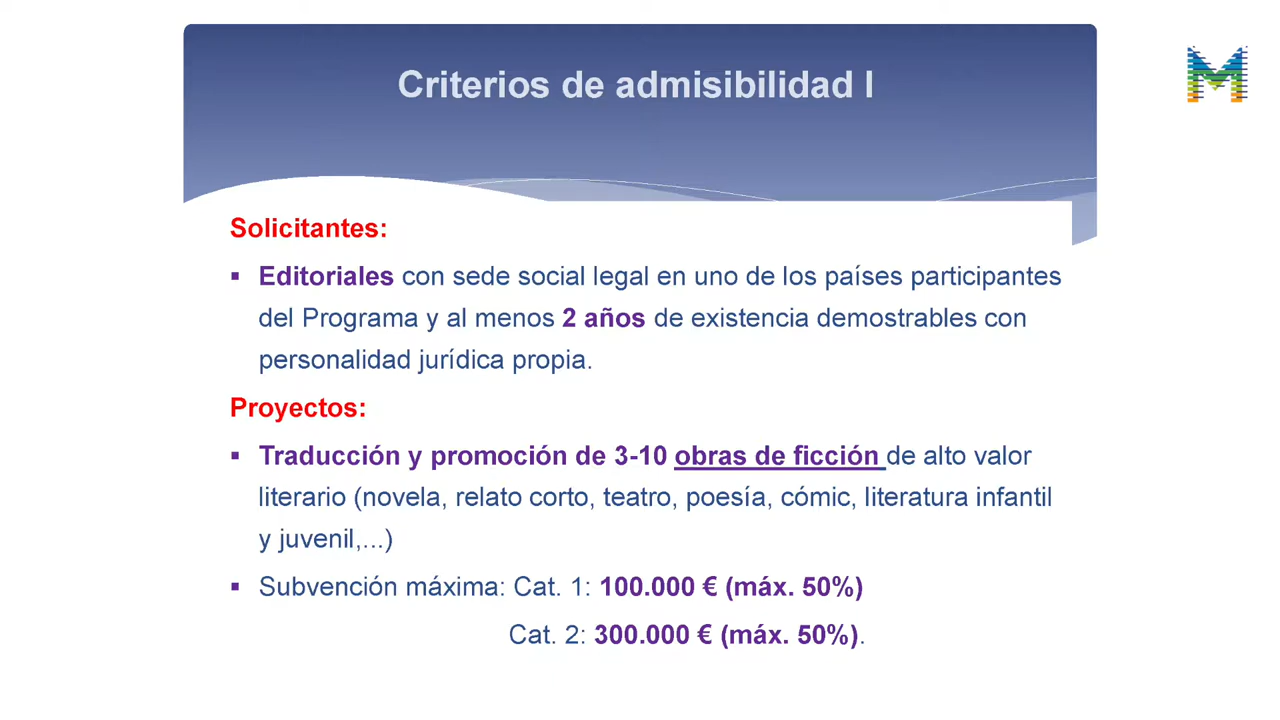 Criterios de admisibilidad I
M
Solicitantes:
▪ Editoriales con sede social legal en uno de los países participantes
del Programa y al menos 2 años de existencia demostrables con
personalidad jurídica propia.
Proyectos:
▪ Traducción y promoción de 3-10 obras de ficción de alto valor
literario (novela, relato corto, teatro, poesía, cómic, literatura infantil
y juvenil,...)
▪ Subvención máxima: Cat. 1: 100.000 € (máx. 50%)
Cat. 2: 300.000 € (máx. 50%).